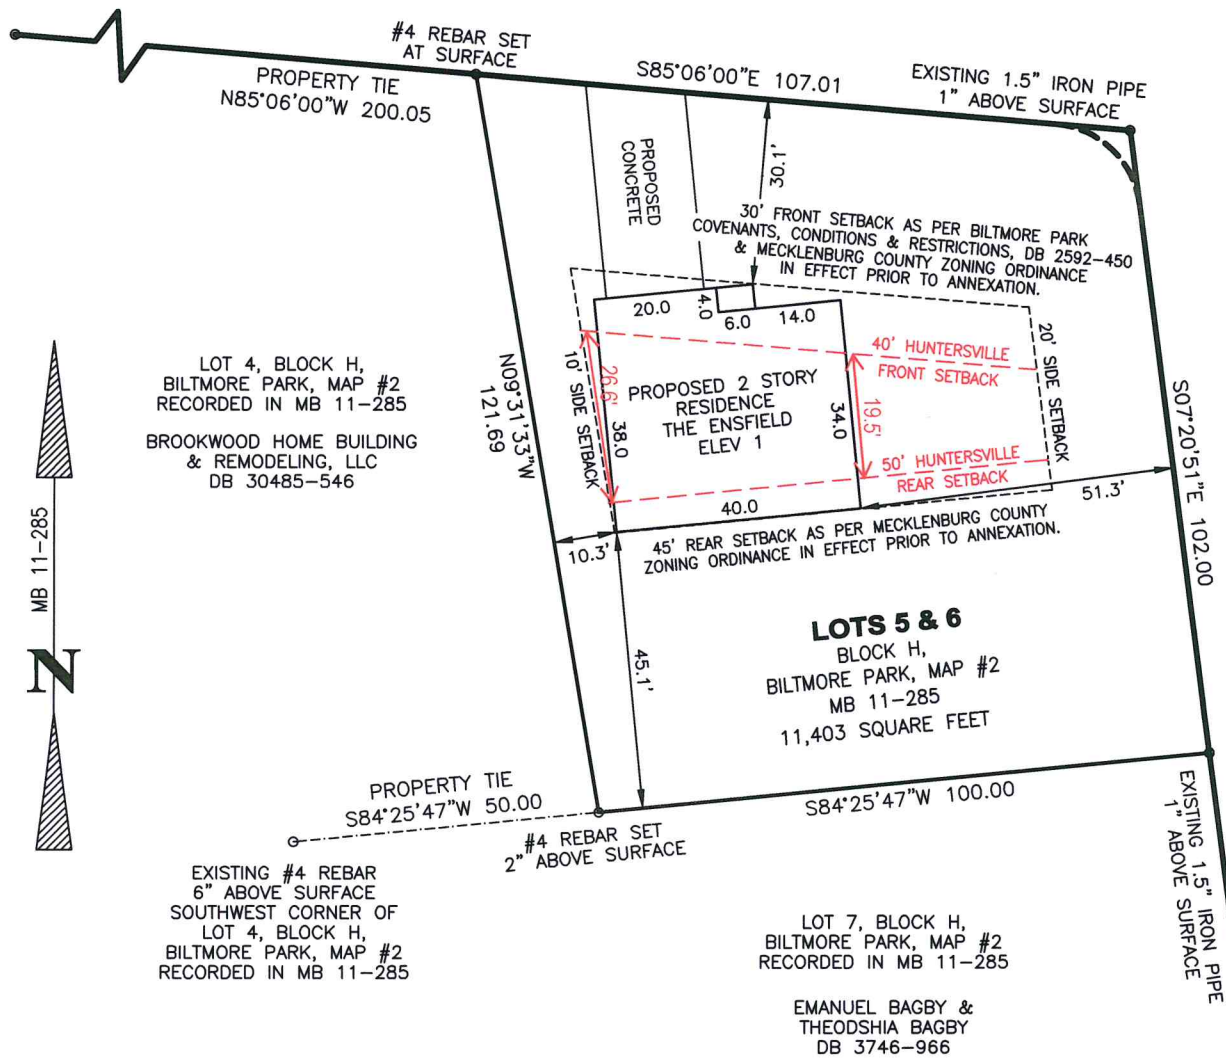 #4 REBAR SET
AT SURFACE
PROPERTY TIE
N85°06'00"W 200.05
S85°06'00"E 107.01
EXISTING 1.5" IRON PIPE
1" ABOVE SURFACE
PROPOSED
CONCRETE
30.1'
30' FRONT SETBACK AS PER BILTMORE PARK
COVENANTS, CONDITIONS & RESTRICTIONS, DB 2592-450
& MECKLENBURG COUNTY ZONING ORDINANCE
IN EFFECT PRIOR TO ANNEXATION.
20.0
4.0
6.0
14.0
LOT 4, BLOCK H,
BILTMORE PARK, MAP #2
RECORDED IN MB 11-285
BROOKWOOD HOME BUILDING
& REMODELING, LLC
DB 30485-546
N09°31'33"W
121.69
10' SIDE SETBACK
26.6'
38.0
PROPOSED 2 STORY
RESIDENCE
THE ENSFIELD
ELEV 1
34.0
19.5'
40' HUNTERSVILLE
FRONT SETBACK
50' HUNTERSVILLE
REAR SETBACK
20' SIDE SETBACK
S07°20'51"E 102.00
40.0
51.3'
10.3'
45' REAR SETBACK AS PER MECKLENBURG COUNTY
ZONING ORDINANCE IN EFFECT PRIOR TO ANNEXATION.
MB 11-285
N
45.1'
LOTS 5 & 6
BLOCK H,
BILTMORE PARK, MAP #2
MB 11-285
11,403 SQUARE FEET
PROPERTY TIE
S84°25'47"W 50.00
#4 REBAR SET
2" ABOVE SURFACE
S84°25'47"W 100.00
EXISTING 1.5" IRON PIPE
1" ABOVE SURFACE
EXISTING #4 REBAR
6" ABOVE SURFACE
SOUTHWEST CORNER OF
LOT 4, BLOCK H,
BILTMORE PARK, MAP #2
RECORDED IN MB 11-285
LOT 7, BLOCK H,
BILTMORE PARK, MAP #2
RECORDED IN MB 11-285
EMANUEL BAGBY &
THEODSHIA BAGBY
DB 3746-966